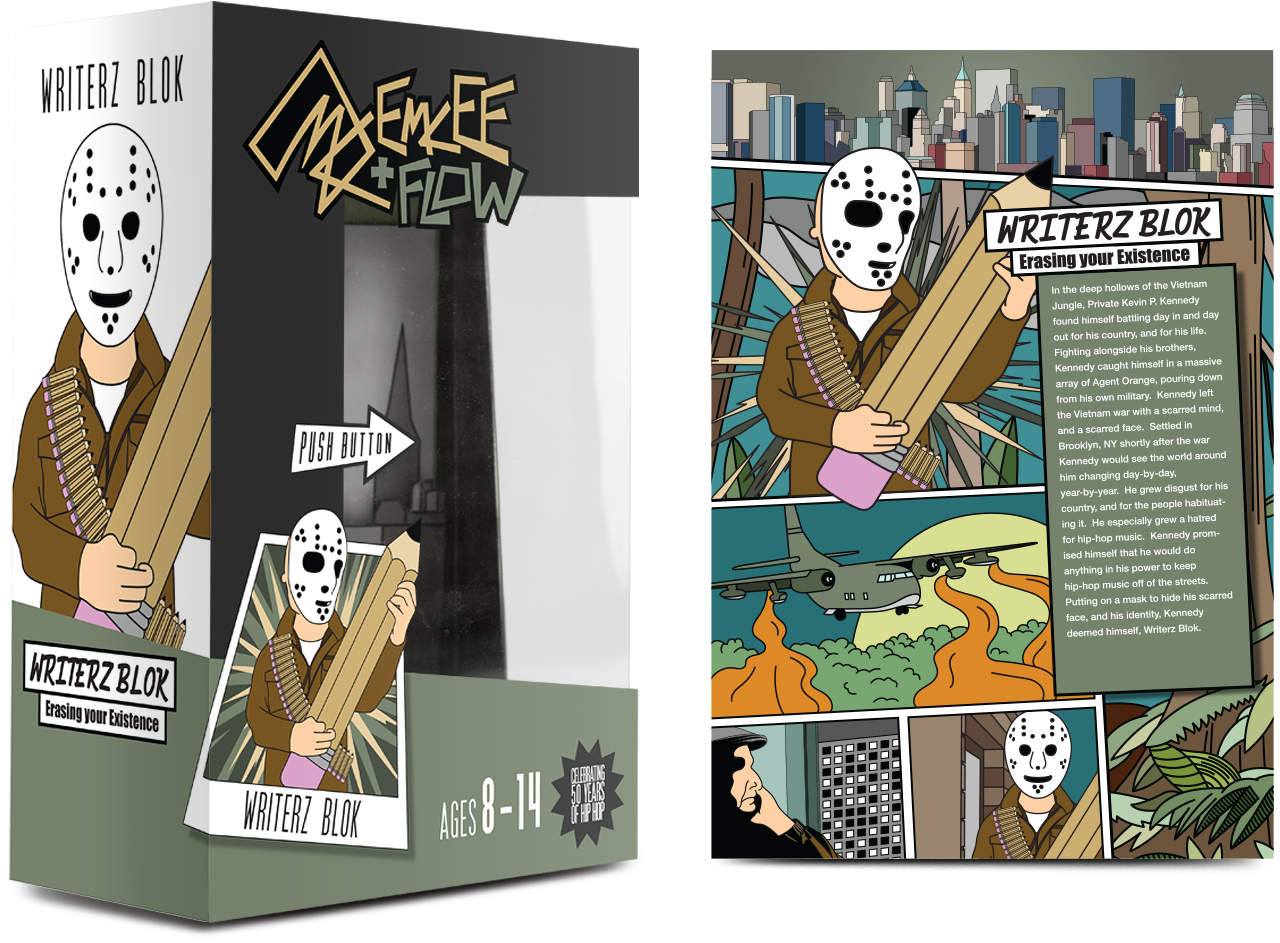 WRITERZ BLOK
WRITERZ BLOK
Erasing your Existence
EMCEE
+FLOW
PUSH BUTTON
WRITERZ BLOK
AGES 8-14
CELEBRATING
50 YEARS
OF HIP HOP
WRITERZ BLOK
Erasing your Existence
In the deep hollows of the Vietnam
Jungle, Private Kevin P. Kennedy
found himself battling day in and day
out for his country, and for his life.
Fighting alongside his brothers,
Kennedy caught himself in a massive
array of Agent Orange, pouring down
from his own military. Kennedy left
the Vietnam war with a scarred mind,
and a scarred face. Settled in
Brooklyn, NY shortly after the war
Kennedy would see the world around
him changing day-by-day,
year-by-year. He grew disgust for his
country, and for the people habituat-
ing it. He especially grew a hatred
for hip-hop music. Kennedy prom-
ised himself that he would do
anything in his power to keep
hip-hop music off of the streets.
Putting on a mask to hide his scarred
face, and his identity, Kennedy
deemed himself, Writerz Blok.